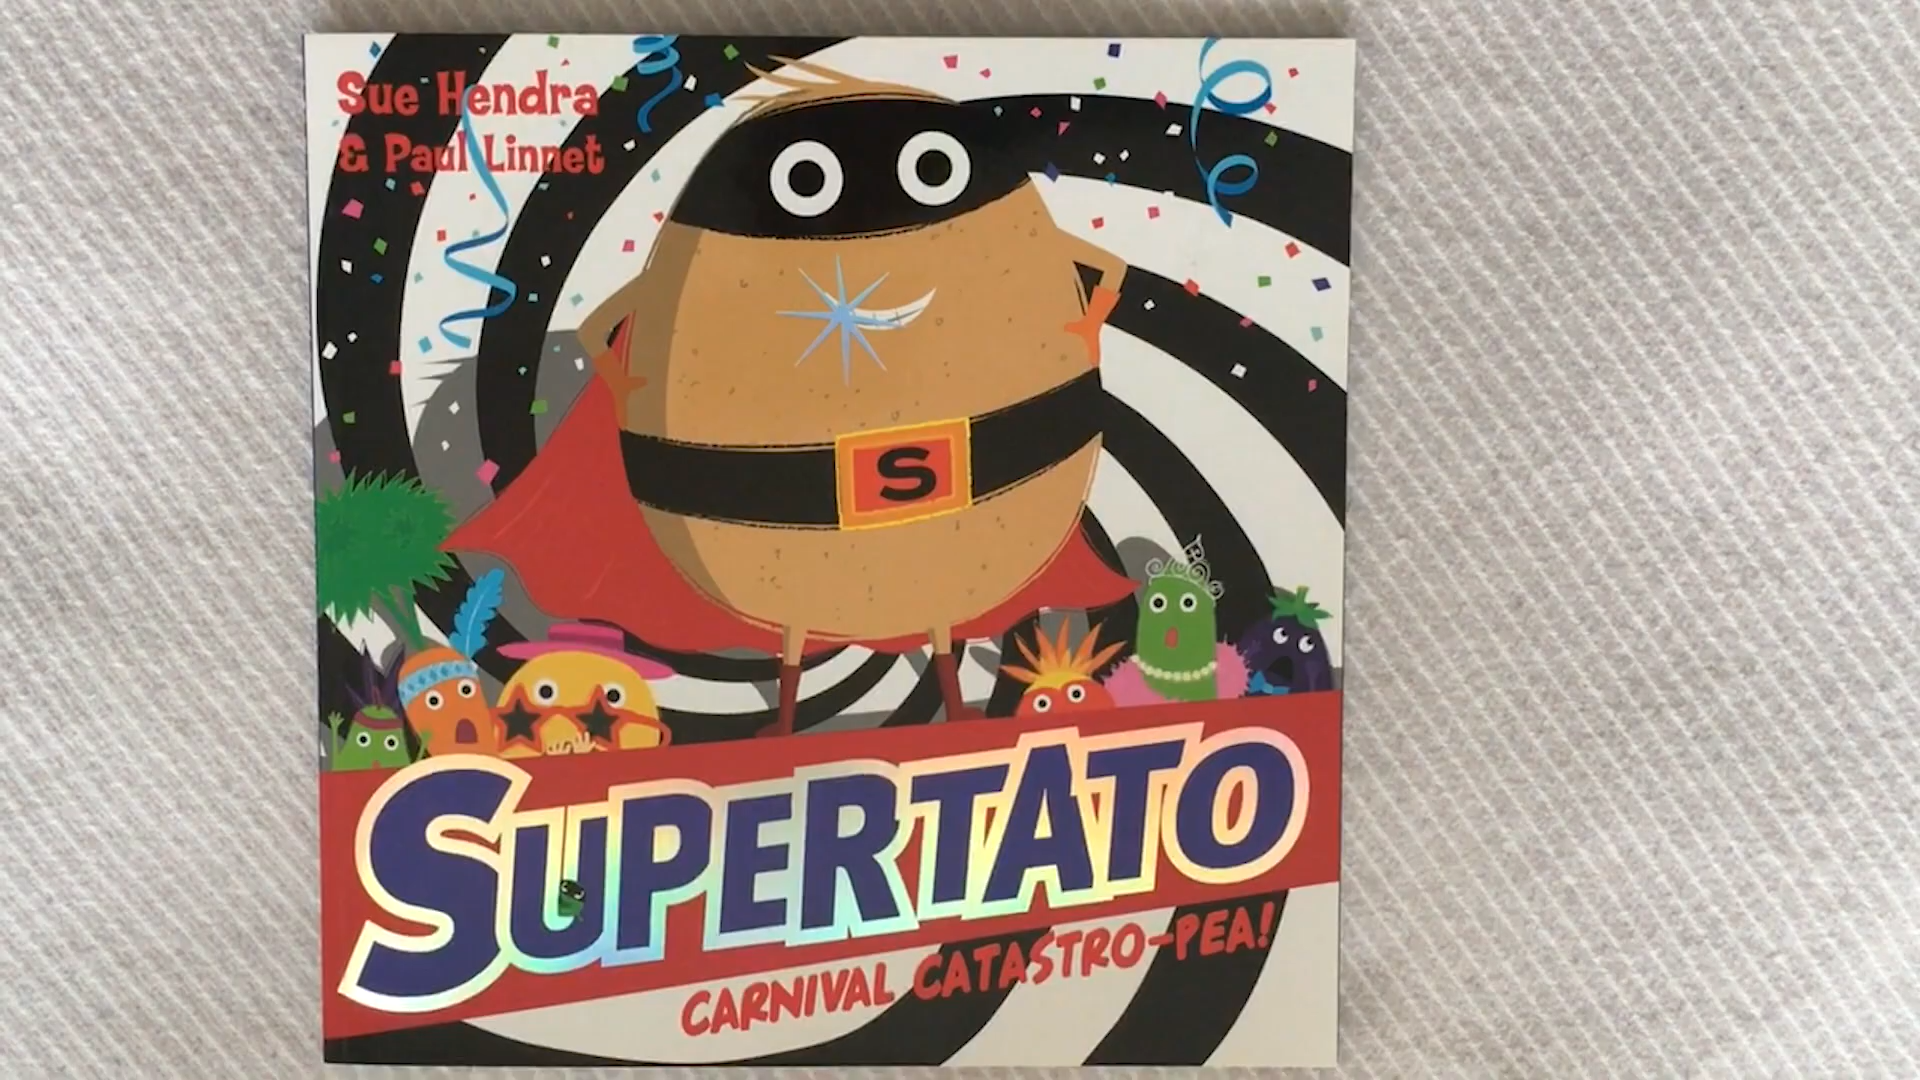 Sue Hendra
& Paul Linnet
S
SUPERTATO
CARNIVAL CATASTRO-PEA!